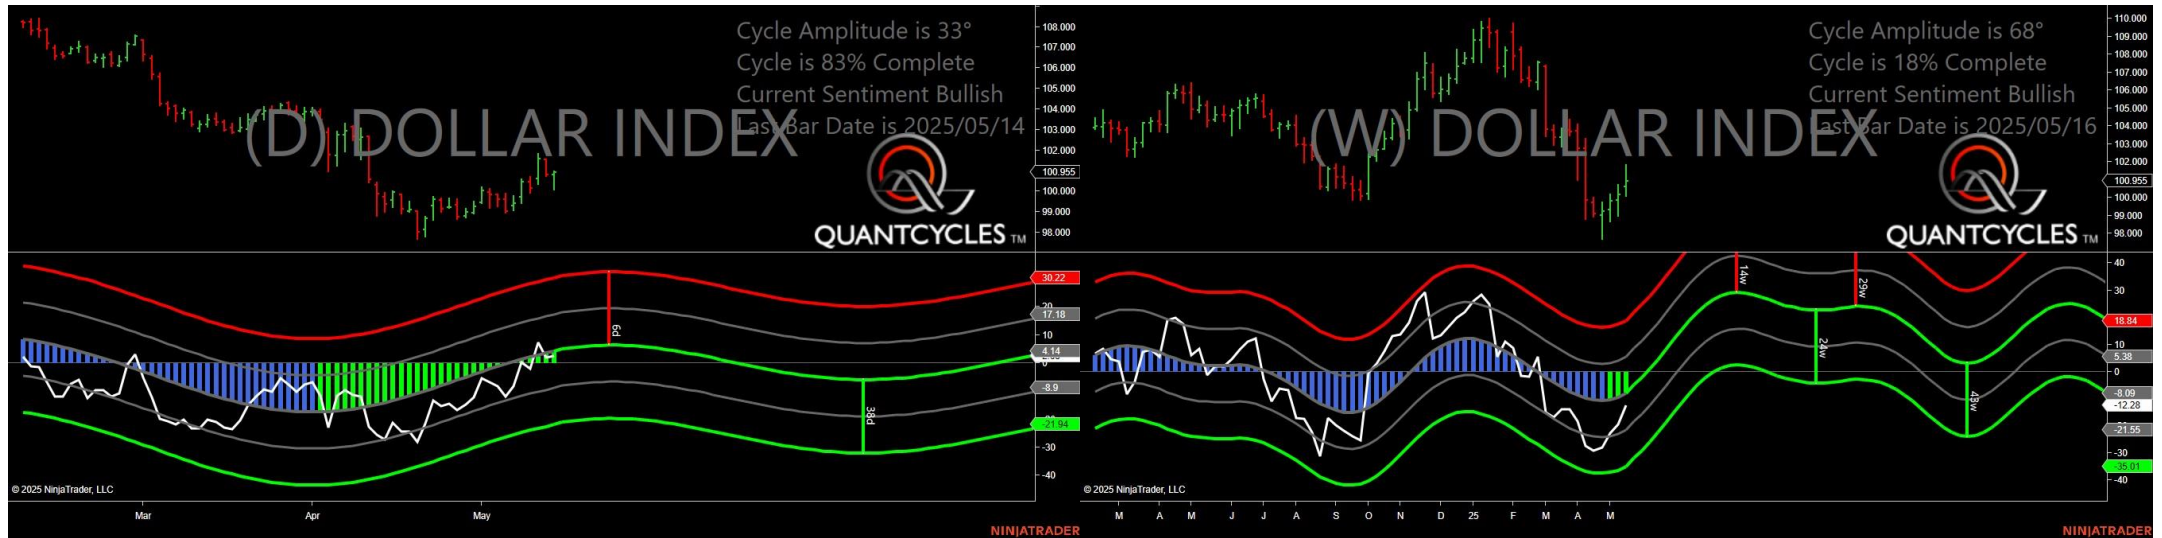 Cycle Amplitude is 33°
Cycle is 83% Complete
Current Sentiment Bullish
Last Bar Date is 2025/05/14
(D) DOLLAR INDEX
QUANTCYCLES TM
108.000
107.000
106.000
105.000
104.000
103.000
102.000
100.955
100.000
99.000
98.000
30.22
20
17.18
10
4.14
0
-8.9
-21.94
-30
-40
6d
38d
© 2025 NinjaTrader, LLC
Mar
Apr
May
NINJATRADER
Cycle Amplitude is 68°
Cycle is 18% Complete
Current Sentiment Bullish
Last Bar Date is 2025/05/16
(W) DOLLAR INDEX
QUANTCYCLES TM
110.000
109.000
108.000
107.000
106.000
105.000
104.000
103.000
102.000
100.955
100.000
99.000
98.000
40
30
18.84
10
5.38
0
-8.09
-12.28
-21.55
-30
-35.01
-40
14w
29w
24w
43w
© 2025 NinjaTrader, LLC
M A M J J A S O N D 25 F M A M
NINJATRADER